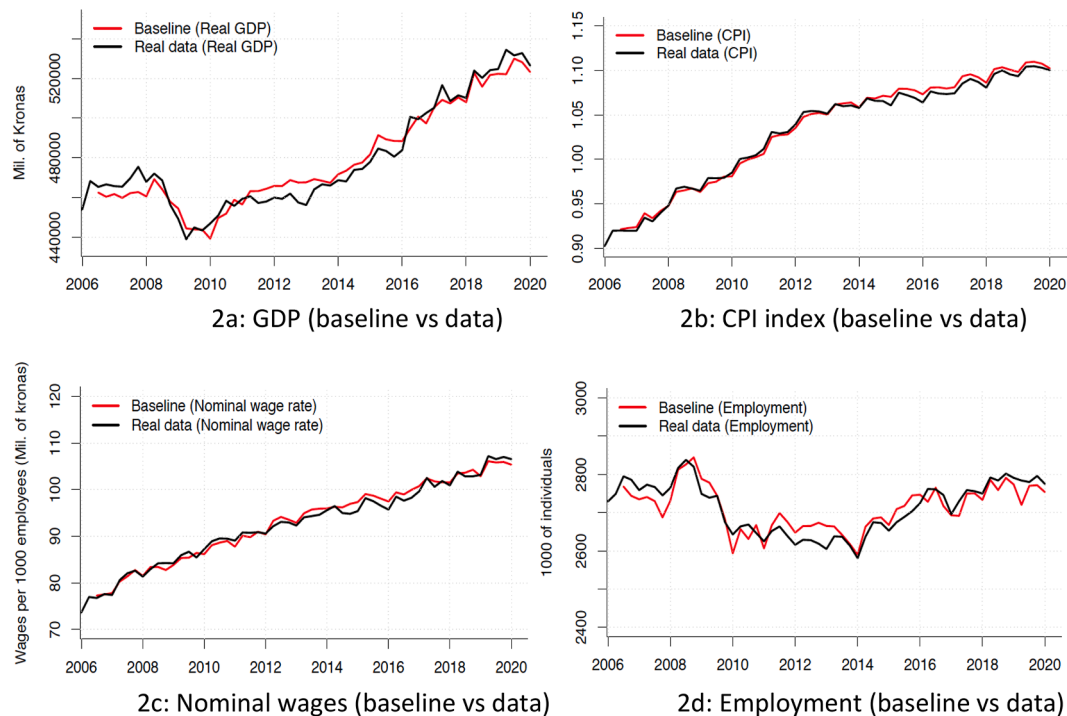 Baseline (Real GDP)
Real data (Real GDP)
Mil. of Kronas
440000
480000
520000
2006 2008 2010 2012 2014 2016 2018 2020
2a: GDP (baseline vs data)
Baseline (CPI)
Real data (CPI)
0.90 0.95 1.00 1.05 1.10 1.15
2006 2008 2010 2012 2014 2016 2018 2020
2b: CPI index (baseline vs data)
Baseline (Nominal wage rate)
Real data (Nominal wage rate)
Wages per 1000 employees (Mil. of kronas)
70 80 90 100 110 120
2006 2008 2010 2012 2014 2016 2018 2020
2c: Nominal wages (baseline vs data)
Baseline (Employment)
Real data (Employment)
1000 of individuals
2400 2600 2800 3000
2006 2008 2010 2012 2014 2016 2018 2020
2d: Employment (baseline vs data)